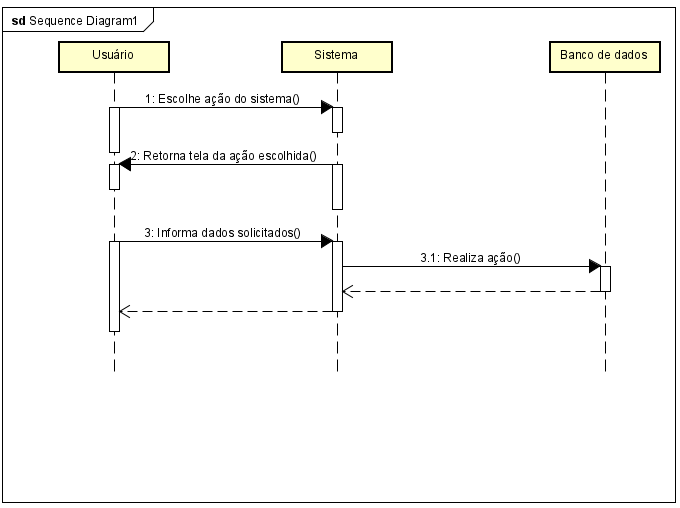 sd Sequence Diagram1
Usuário
Sistema
Banco de dados
1: Escolhe ação do sistema()
2: Retorna tela da ação escolhida()
3: Informa dados solicitados()
3.1: Realiza ação()